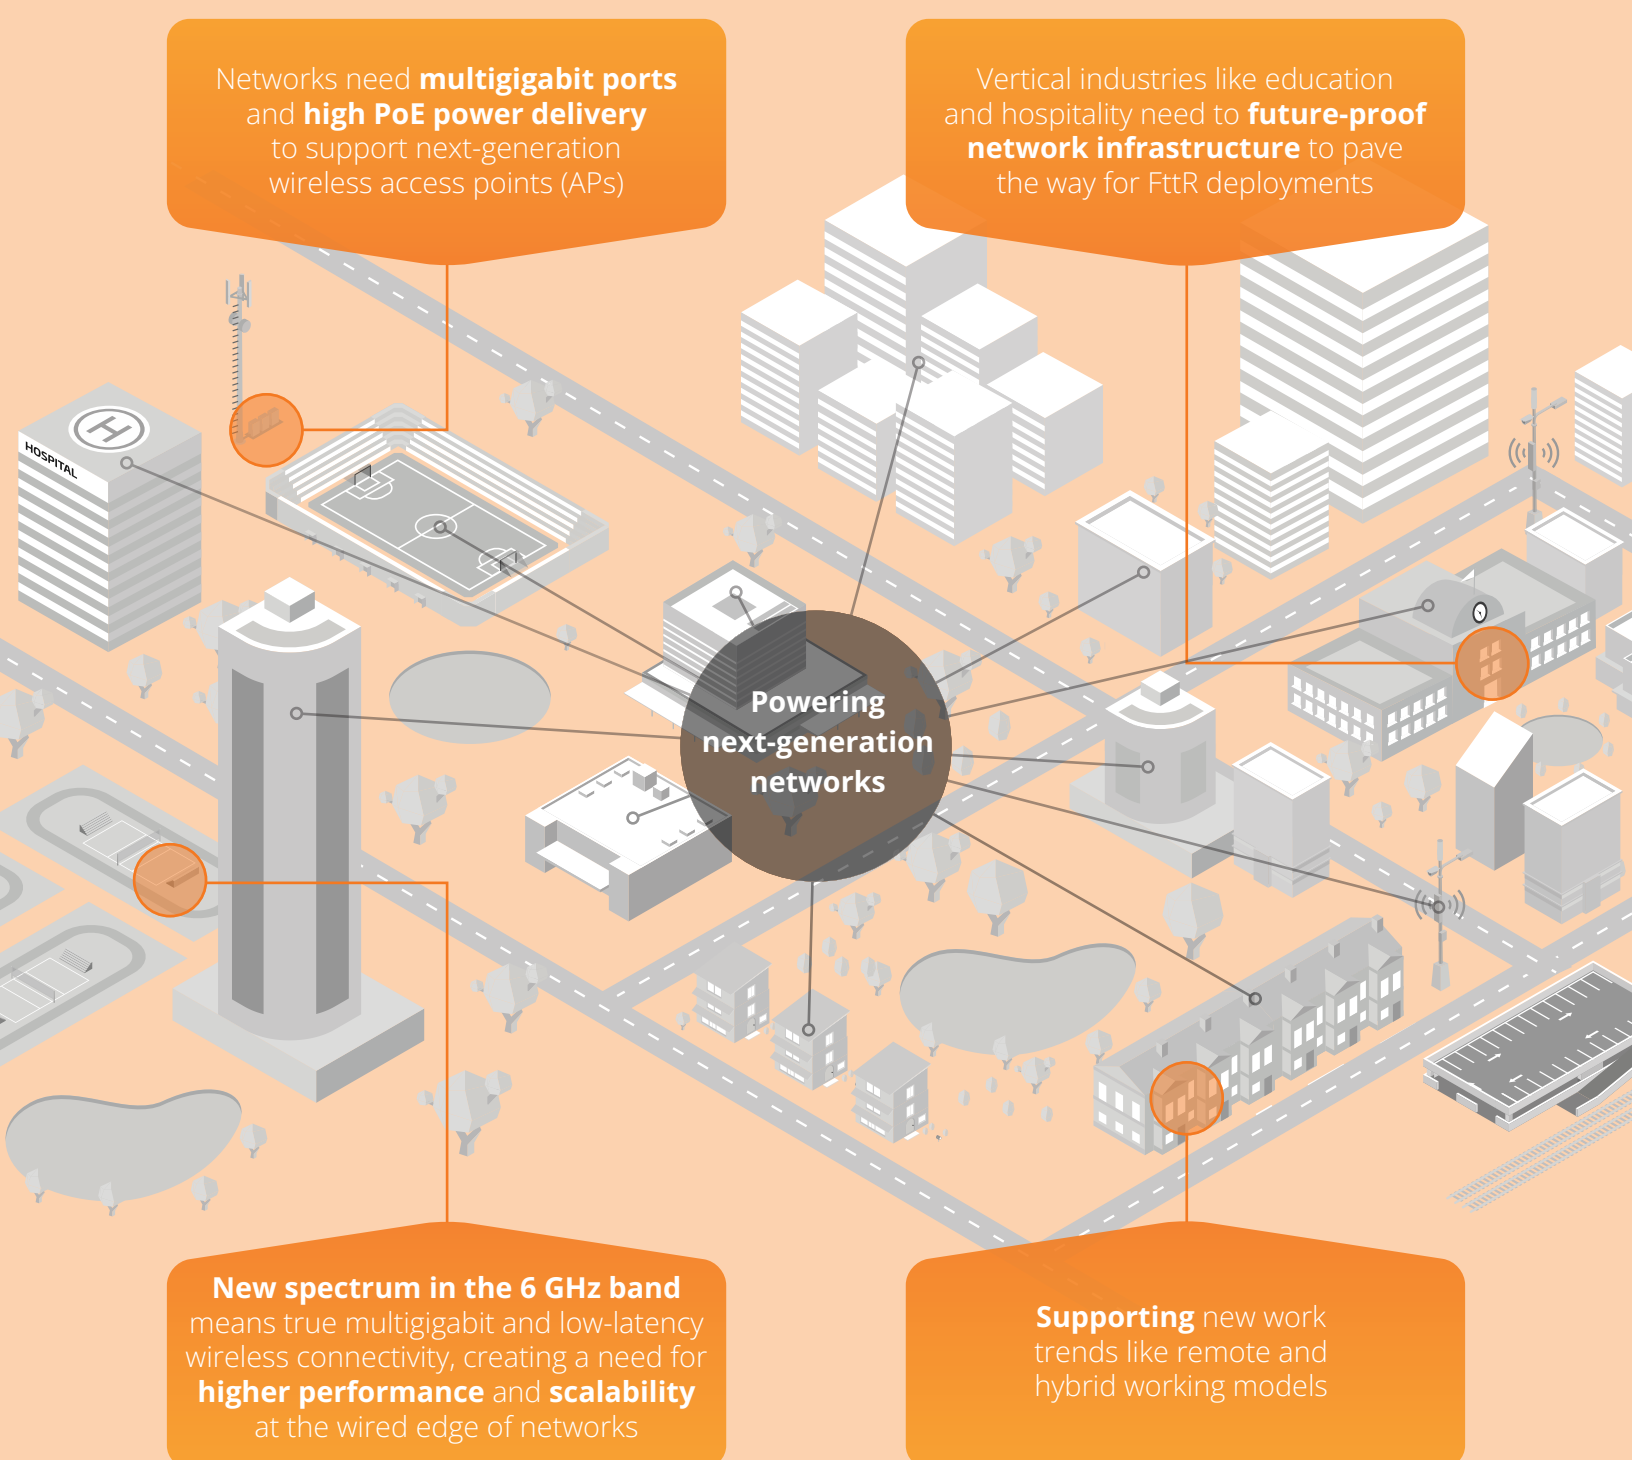 Networks need multigigabit ports
and high PoE power delivery
to support next-generation
wireless access points (APs)
Vertical industries like education
and hospitality need to future-proof
network infrastructure to pave
the way for FttR deployments
H
HOSPITAL
Powering
next-generation
networks
New spectrum in the 6 GHz band
means true multigigabit and low-latency
wireless connectivity, creating a need for
higher performance and scalability
at the wired edge of networks
Supporting new work
trends like remote and
hybrid working models